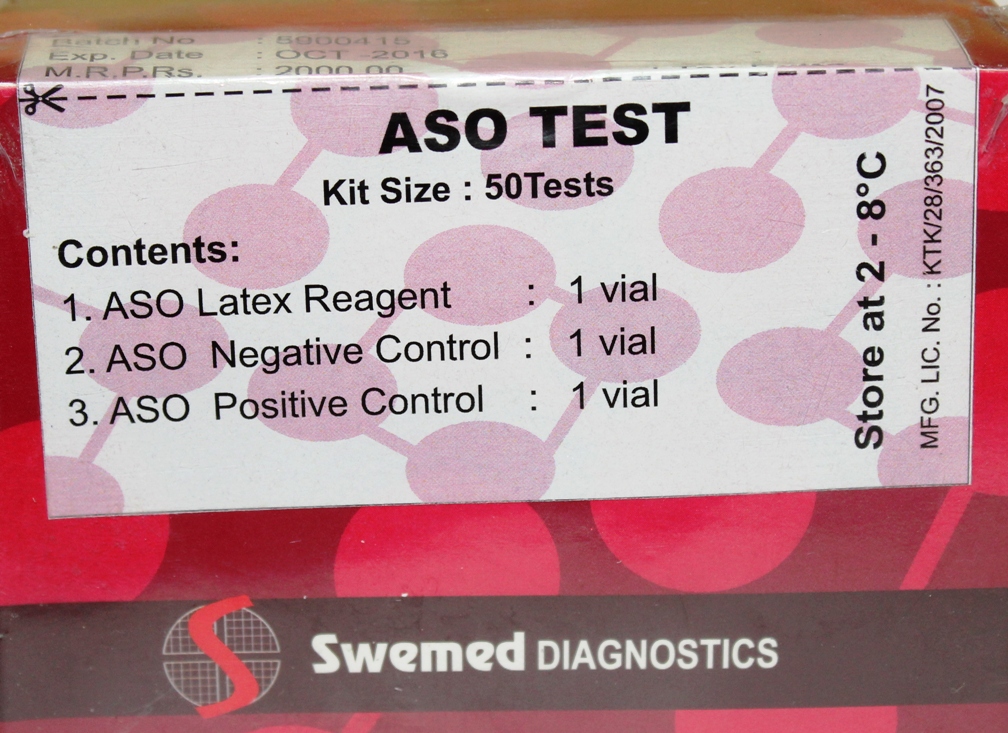 Batch No : 5900415
Exp. Date : OCT 2016
M.R.P.Rs. : 2000.00
ASO TEST
Kit Size : 50Tests
Contents:
1. ASO Latex Reagent : 1 vial
2. ASO Negative Control : 1 vial
3. ASO Positive Control : 1 vial
Store at 2 - 8°C
MFG. LIC. No. : KTK/28/363/2007
Swemed DIAGNOSTICS